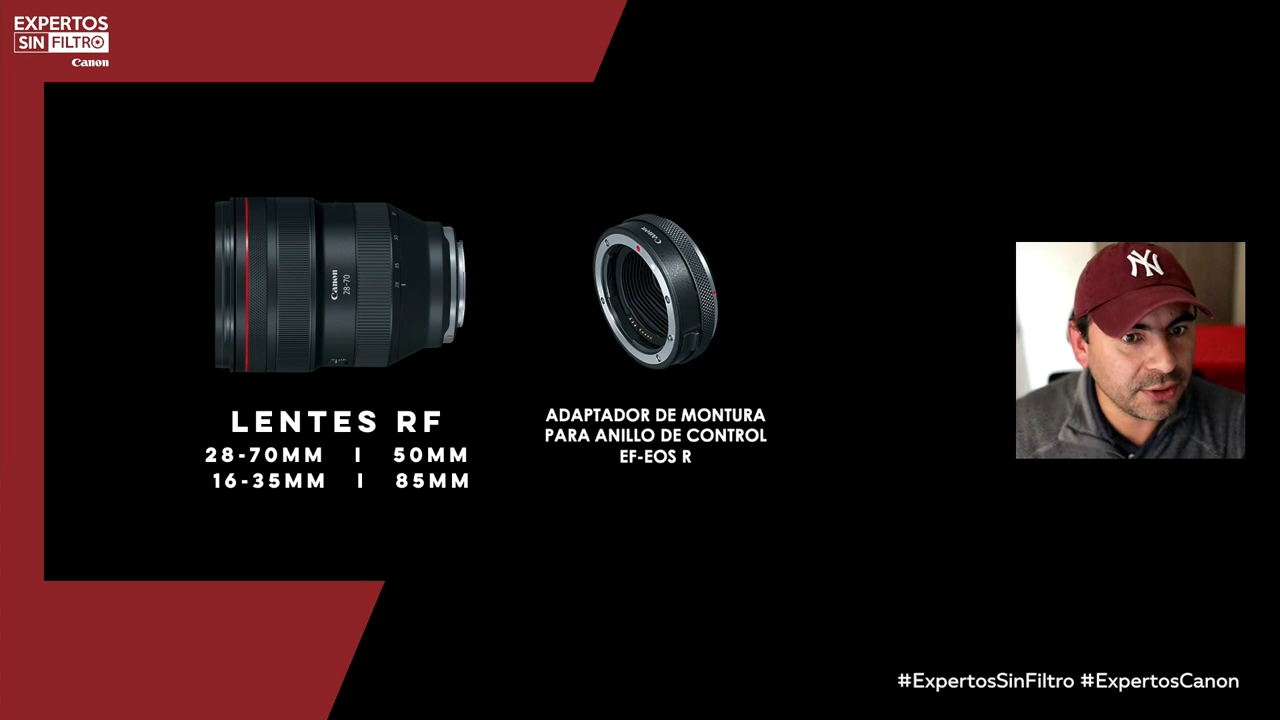 EXPERTOS
SIN FILTRO
Canon
Canon
28-70
Canon
NY
LENTES RF
28-70MM | 50MM
16-35MM | 85MM
ADAPTADOR DE MONTURA
PARA ANILLO DE CONTROL
EF-EOS R
#ExpertosSinFiltro #ExpertosCanon